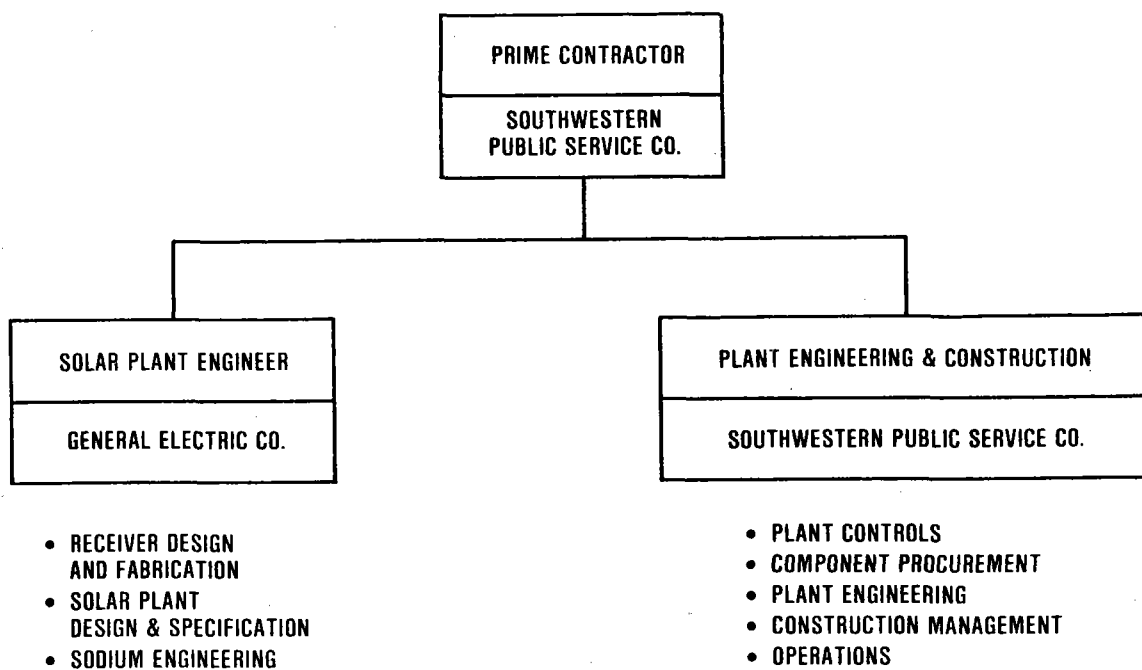 PRIME CONTRACTOR
SOUTHWESTERN
PUBLIC SERVICE CO.
SOLAR PLANT ENGINEER
GENERAL ELECTRIC CO.
• RECEIVER DESIGN
AND FABRICATION
• SOLAR PLANT
DESIGN & SPECIFICATION
• SODIUM ENGINEERING
PLANT ENGINEERING & CONSTRUCTION
SOUTHWESTERN PUBLIC SERVICE CO.
• PLANT CONTROLS
• COMPONENT PROCUREMENT
• PLANT ENGINEERING
• CONSTRUCTION MANAGEMENT
• OPERATIONS